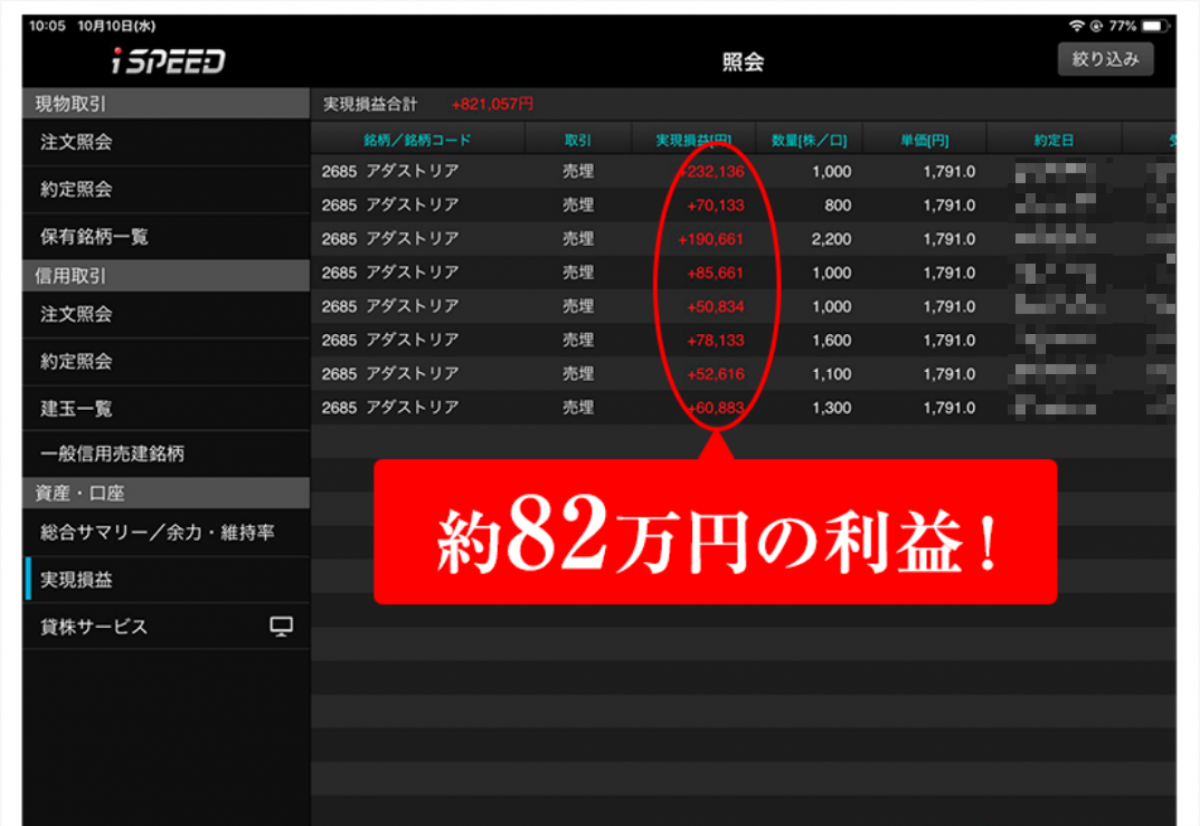 10:05 10月10日(水) 77%
iSPEED 照会 絞り込み
現物取引
注文照会
約定照会
保有銘柄一覧
信用取引
注文照会
約定照会
建玉一覧
一般信用売建銘柄
資産・口座
総合サマリー／余力・維持率
実現損益
貸株サービス
実現損益合計 +821,057円
銘柄／銘柄コード 取引 実現損益[円] 数量[株／口] 単価[円] 約定日
2685 アダストリア 売埋 +232,136 1,000 1,791.0
2685 アダストリア 売埋 +70,133 800 1,791.0
2685 アダストリア 売埋 +190,661 2,200 1,791.0
2685 アダストリア 売埋 +85,661 1,000 1,791.0
2685 アダストリア 売埋 +50,834 1,000 1,791.0
2685 アダストリア 売埋 +78,133 1,600 1,791.0
2685 アダストリア 売埋 +52,616 1,100 1,791.0
2685 アダストリア 売埋 +60,883 1,300 1,791.0
約82万円の利益！